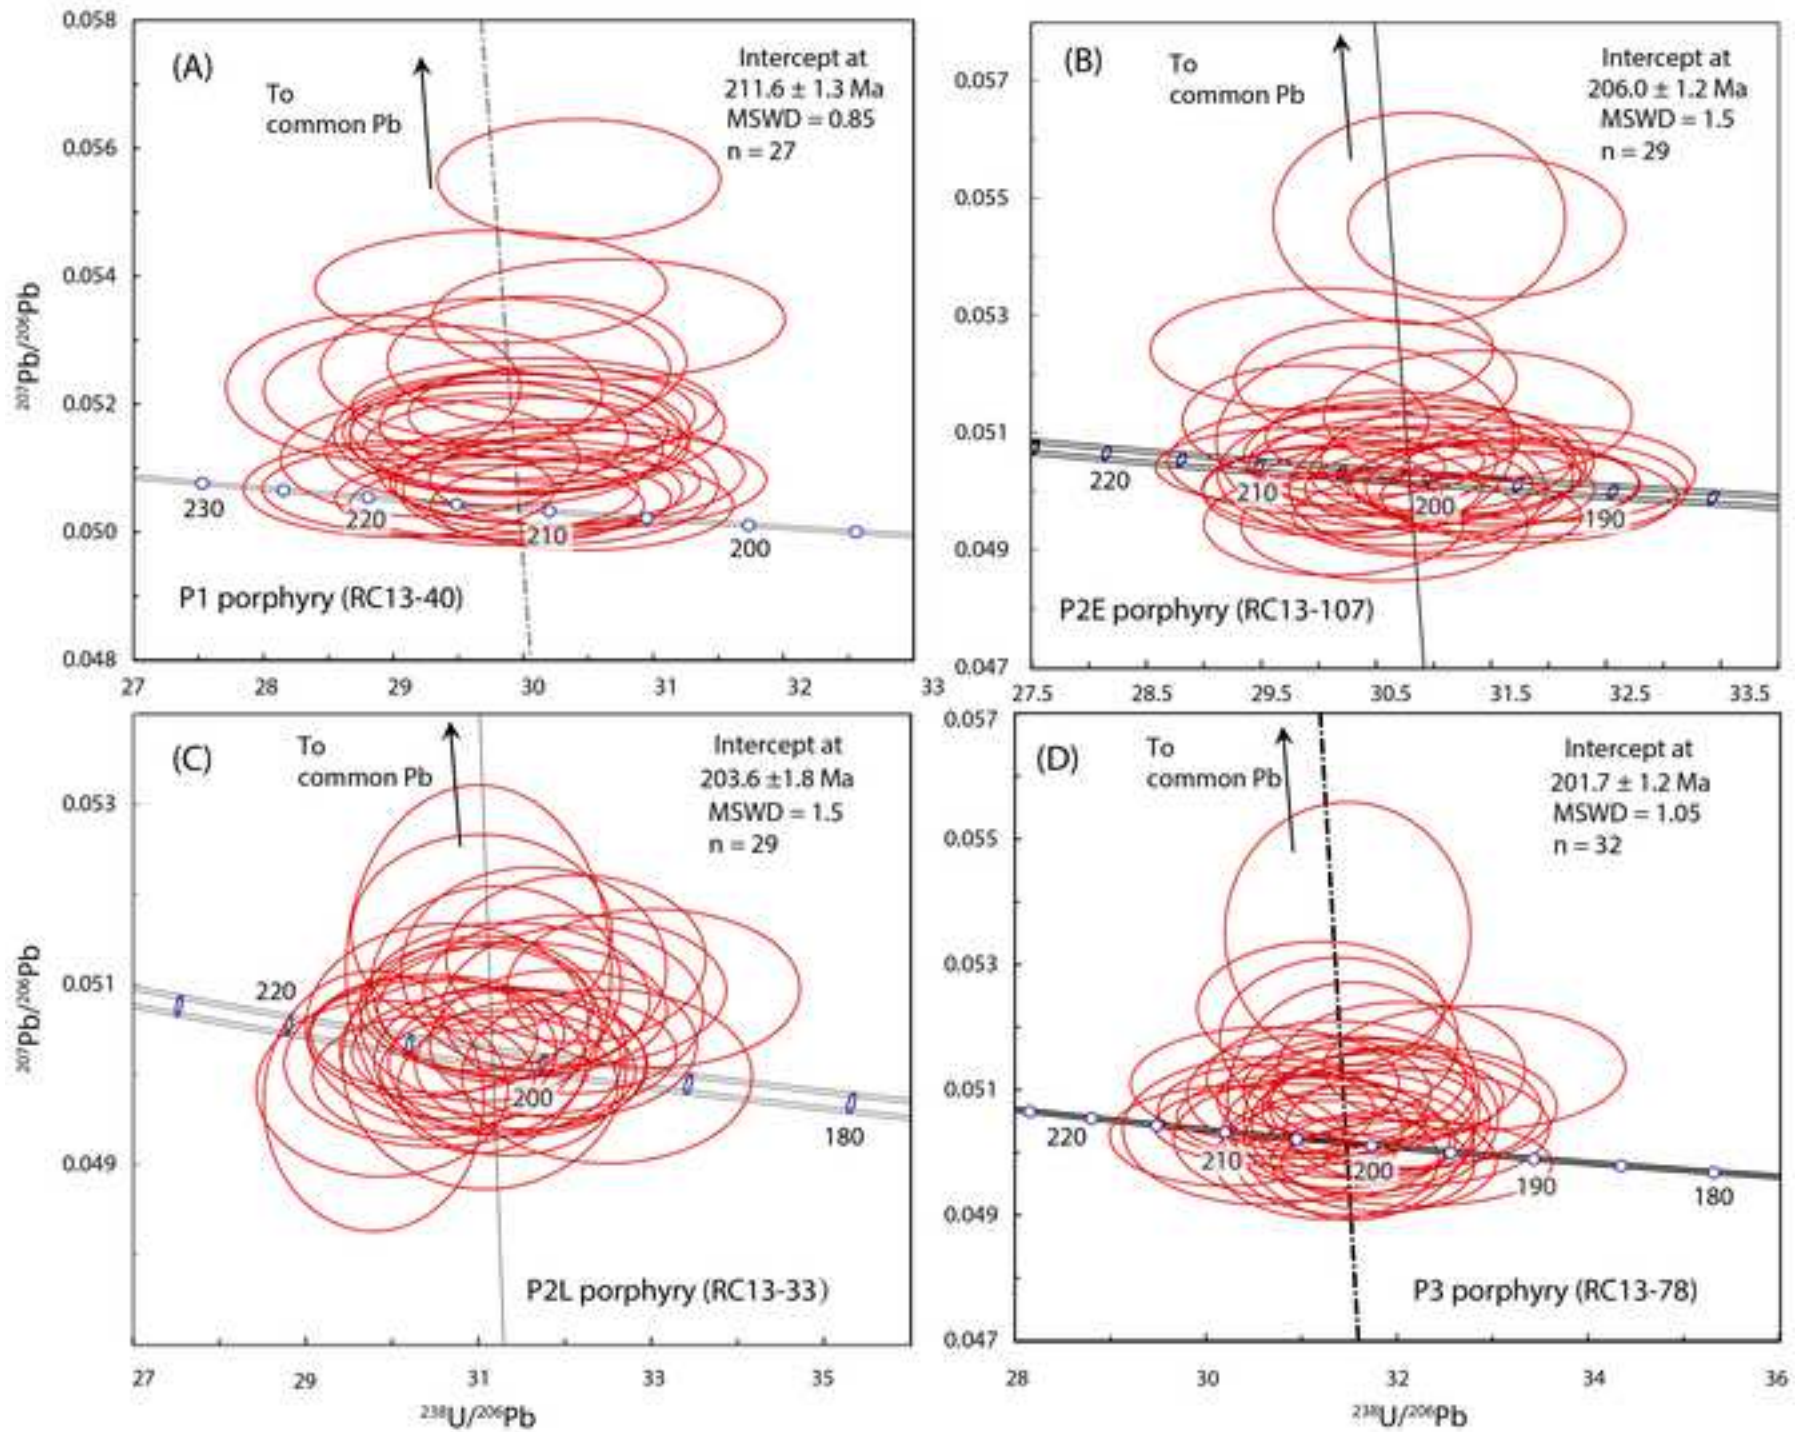 (A)
To
common Pb
Intercept at
211.6 ± 1.3 Ma
MSWD = 0.85
n = 27
0.058
0.056
0.054
0.052
0.050
0.048
²⁰⁷Pb/²⁰⁶Pb
230
220
210
200
P1 porphyry (RC13-40)
27
28
29
30
31
32
33
(B)
To
common Pb
Intercept at
206.0 ± 1.2 Ma
MSWD = 1.5
n = 29
0.057
0.055
0.053
0.051
0.049
0.047
220
210
200
190
P2E porphyry (RC13-107)
27.5
28.5
29.5
30.5
31.5
32.5
33.5
(C)
To
common Pb
Intercept at
203.6 ±1.8 Ma
MSWD = 1.5
n = 29
0.053
0.051
0.049
²⁰⁷Pb/²⁰⁶Pb
220
200
180
P2L porphyry (RC13-33)
27
29
31
33
35
²³⁸U/²⁰⁶Pb
(D)
To
common Pb
Intercept at
201.7 ± 1.2 Ma
MSWD = 1.05
n = 32
0.057
0.055
0.053
0.051
0.049
0.047
220
210
200
190
180
P3 porphyry (RC13-78)
28
30
32
34
36
²³⁸U/²⁰⁶Pb